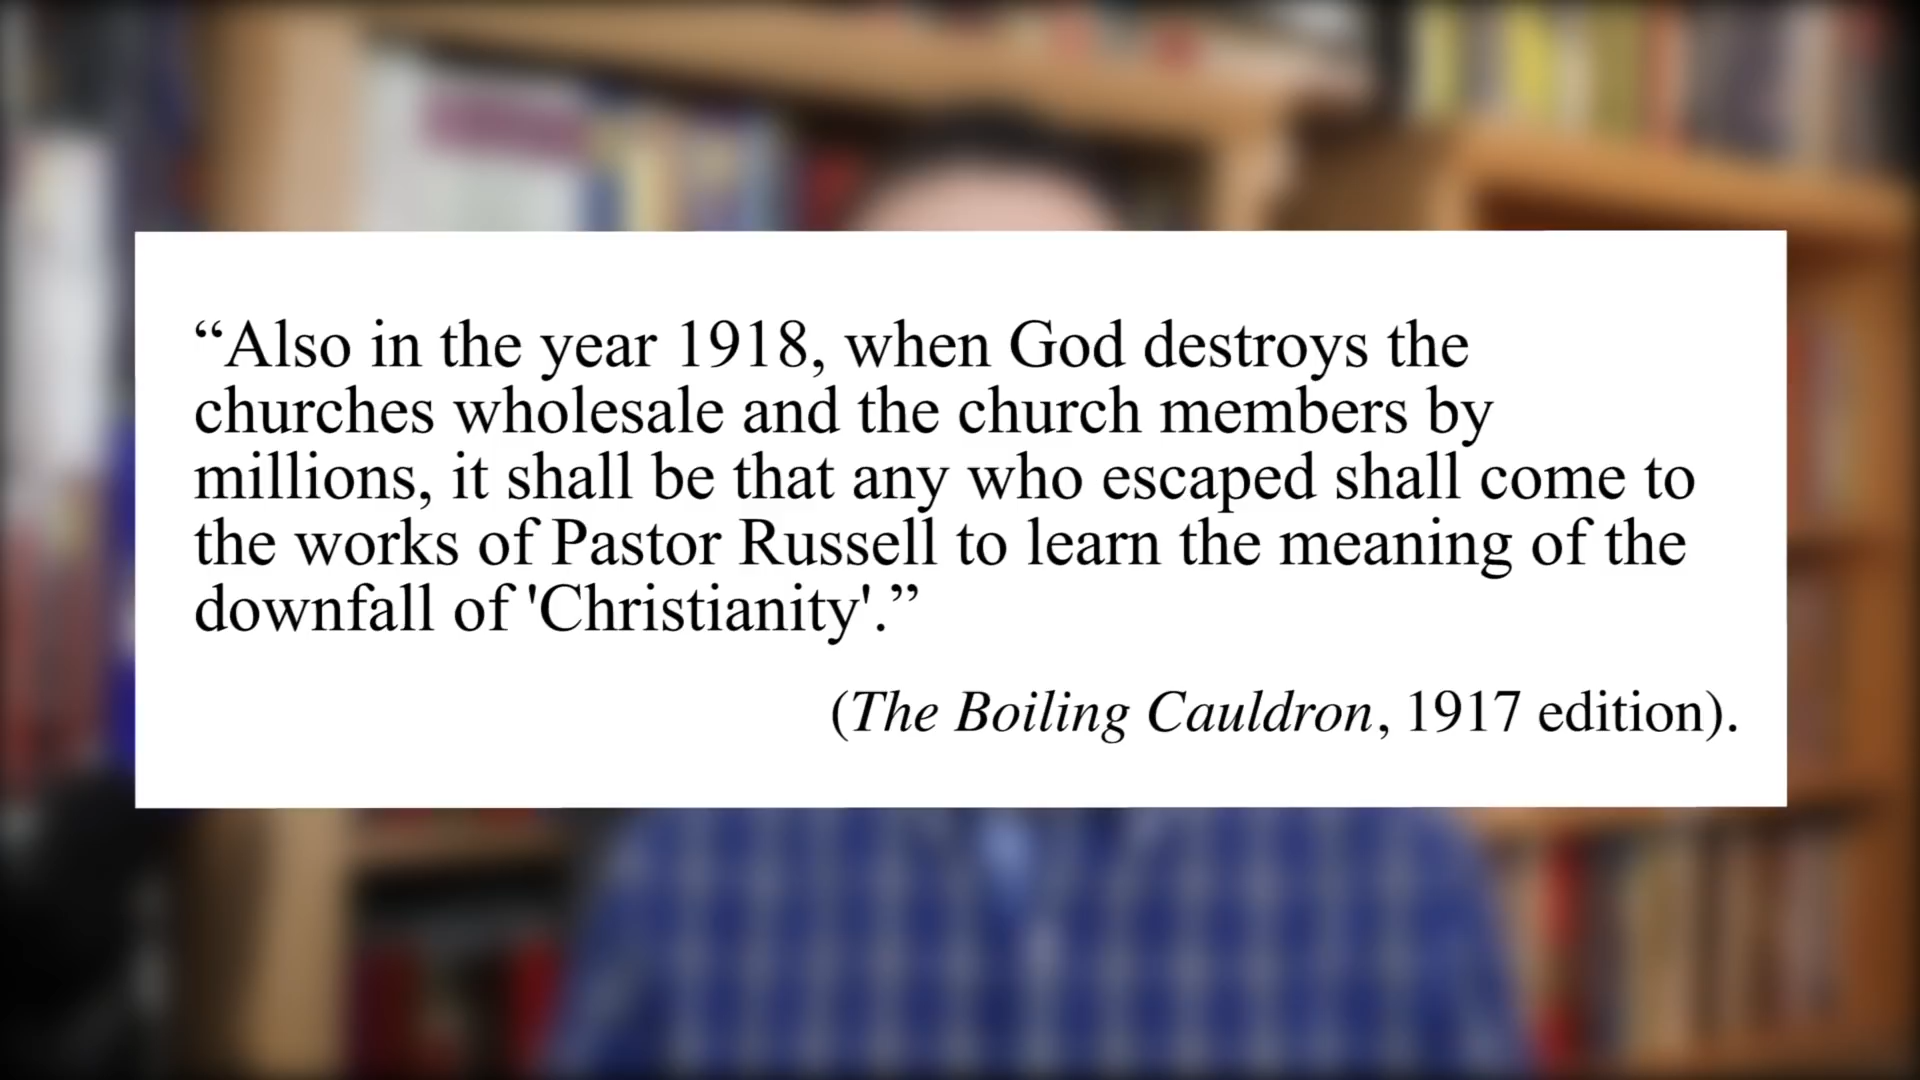 “Also in the year 1918, when God destroys the
churches wholesale and the church members by
millions, it shall be that any who escaped shall come to
the works of Pastor Russell to learn the meaning of the
downfall of 'Christianity'.”
(The Boiling Cauldron, 1917 edition).